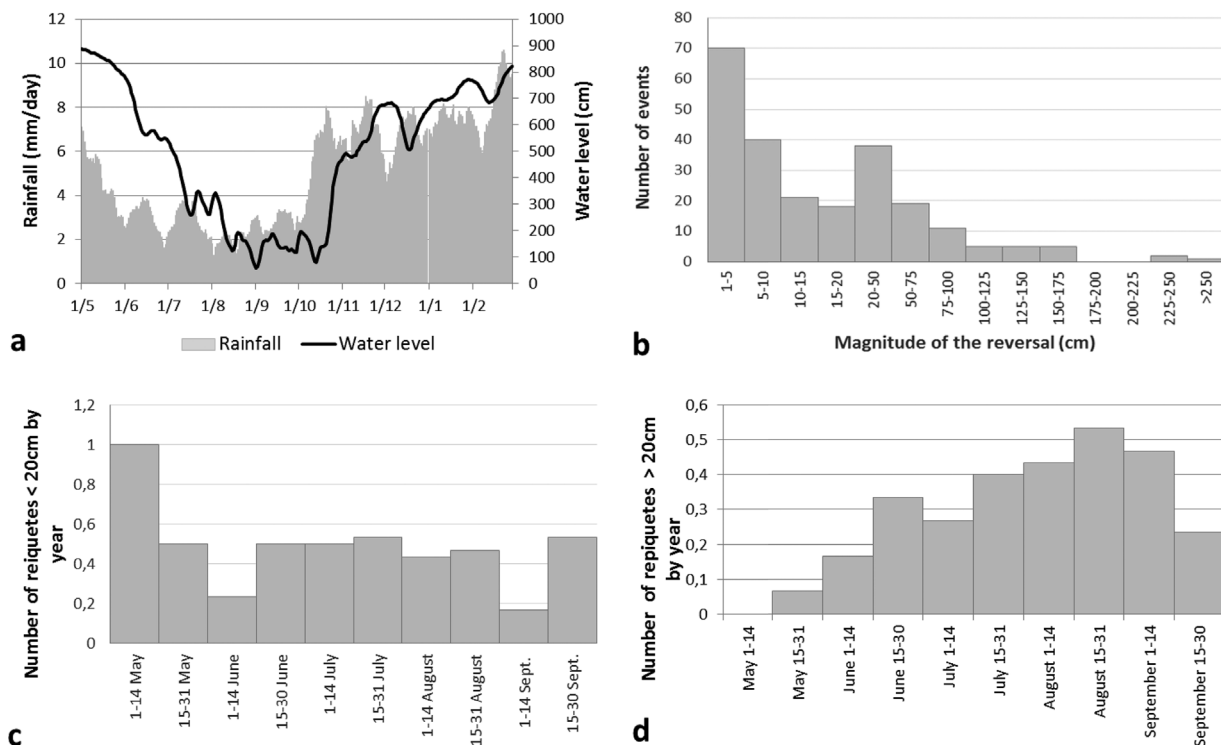 12
10
8
6
4
2
0
Rainfall (mm/day)
1000
900
800
700
600
500
400
300
200
100
0
Water level (cm)
1/5 1/6 1/7 1/8 1/9 1/10 1/11 1/12 1/1 1/2
Rainfall Water level
a
80
70
60
50
40
30
20
10
0
Number of events
1-5
5-10
10-15
15-20
20-50
50-75
75-100
100-125
125-150
150-175
175-200
200-225
225-250
>250
Magnitude of the reversal (cm)
b
1,2
1
0,8
0,6
0,4
0,2
0
Number of reiquetes < 20cm by
year
1-14 May
15-31 May
1-14 June
15-30 June
1-14 July
15-31 July
1-14 August
15-31 August
1-14 Sept.
15-30 Sept.
c
0,6
0,5
0,4
0,3
0,2
0,1
0
Number of repiquetes > 20cm
by year
May 1-14
May 15-31
June 1-14
June 15-30
July 1-14
July 15-31
August 1-14
August 15-31
September 1-14
September 15-30
d